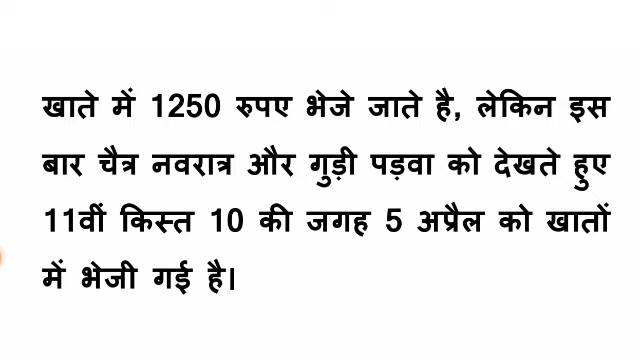 खाते में 1250 रुपए भेजे जाते है, लेकिन इस
बार चैत्र नवरात्र और गुड़ी पड़वा को देखते हुए
11वीं किस्त 10 की जगह 5 अप्रैल को खातों
में भेजी गई है।